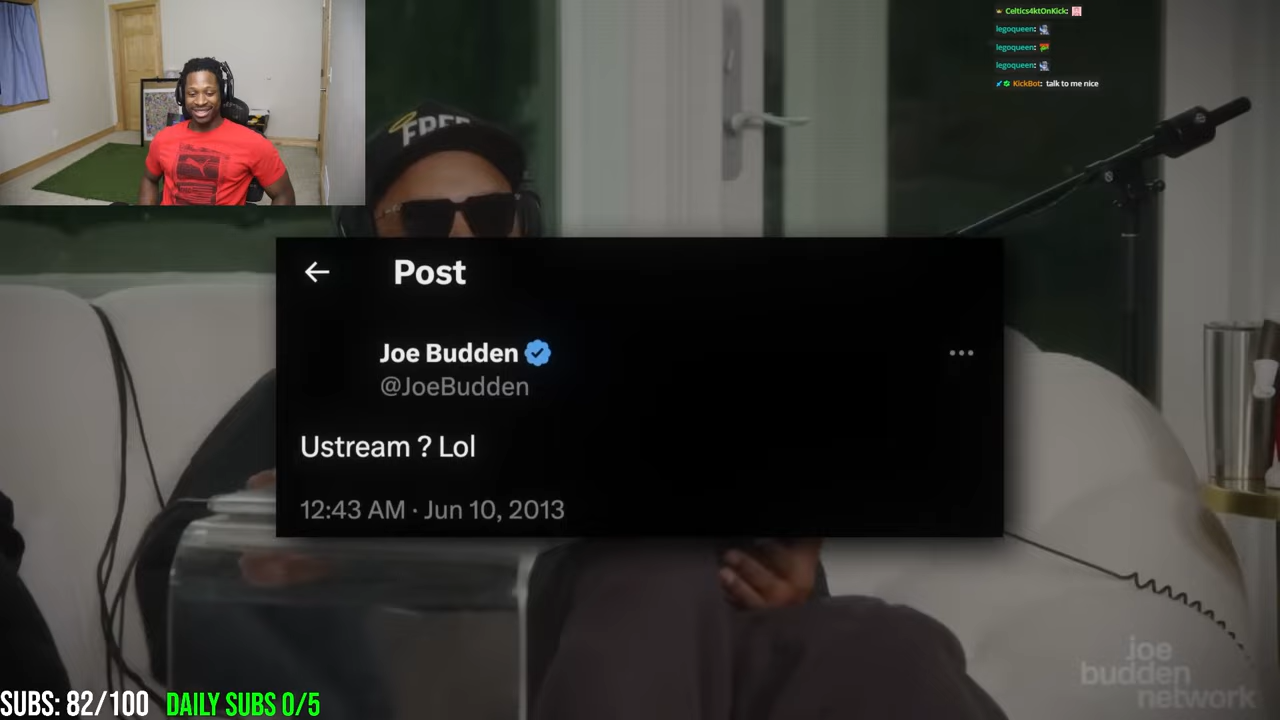 Celtics4ktOnKick:
legoqueen:
legoqueen:
legoqueen:
KickBot: talk to me nice
FREE
Post
Joe Budden
@JoeBudden
Ustream ? Lol
12:43 AM · Jun 10, 2013
joe
budden
network
SUBS: 82/100 DAILY SUBS 0/5